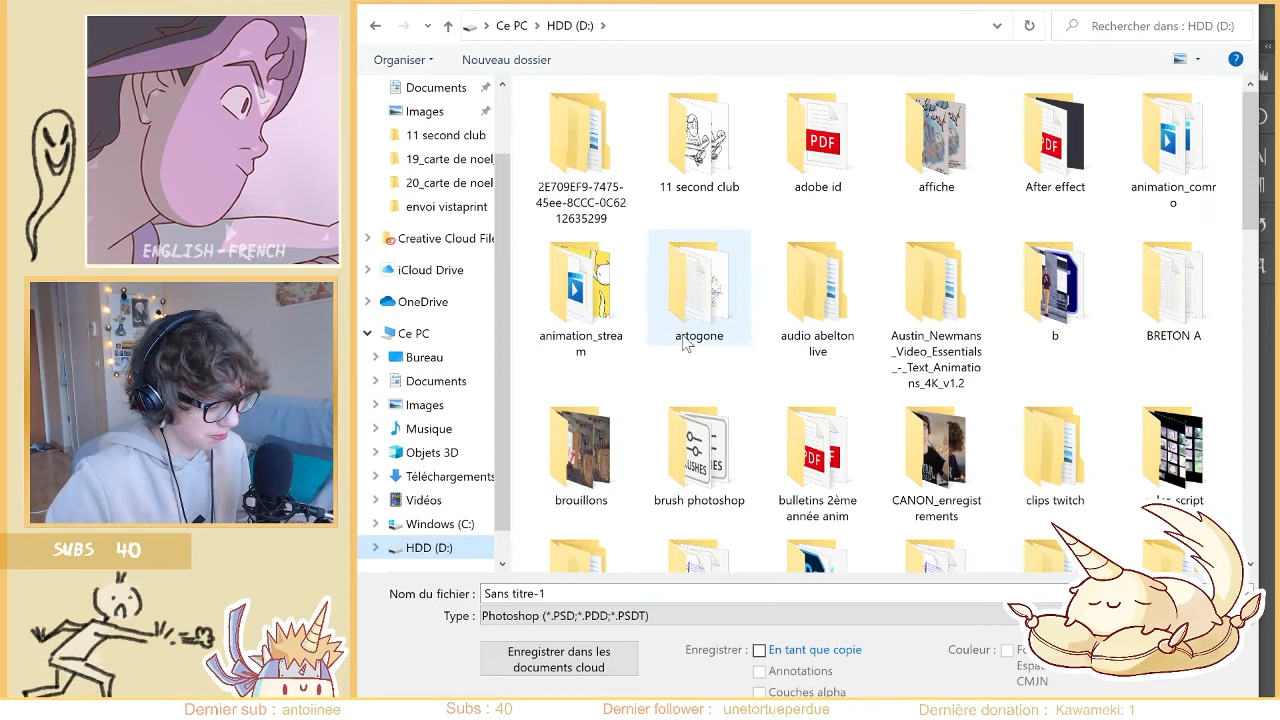 Ce PC
HDD (D:)
Rechercher dans : HDD (D:)
Organiser
Nouveau dossier
Documents
Images
11 second club
19_carte de noel
20_carte de noel
envoi vistaprint
Creative Cloud File
iCloud Drive
OneDrive
Ce PC
Bureau
Documents
Images
Musique
Objets 3D
Téléchargements
Vidéos
Windows (C:)
HDD (D:)
2E709EF9-7475-
45ee-8CCC-0C62
12635299
11 second club
PDF
adobe id
affiche
PDF
After effect
animation_comr
o
animation_strea
m
artogone
audio abelton
live
Austin_Newmans
_Video_Essentials
_-_Text_Animatio
ns_4K_v1.2
b
BRETON A
brouillons
brush photoshop
PDF
bulletins 2ème
année anim
CANON_enregist
rements
clips twitch
Nom du fichier :
Sans titre-1
Type :
Photoshop (*.PSD;*.PDD;*.PSDT)
Enregistrer dans les
documents cloud
Enregistrer :
En tant que copie
Annotations
Couches alpha
Couleur :
CMJN
ENGLISH - FRENCH
SUBS 40
Dernier sub : antoiinee
Subs : 40
Dernier follower : unetortueperdue
Dernière donation : Kawameki: 1